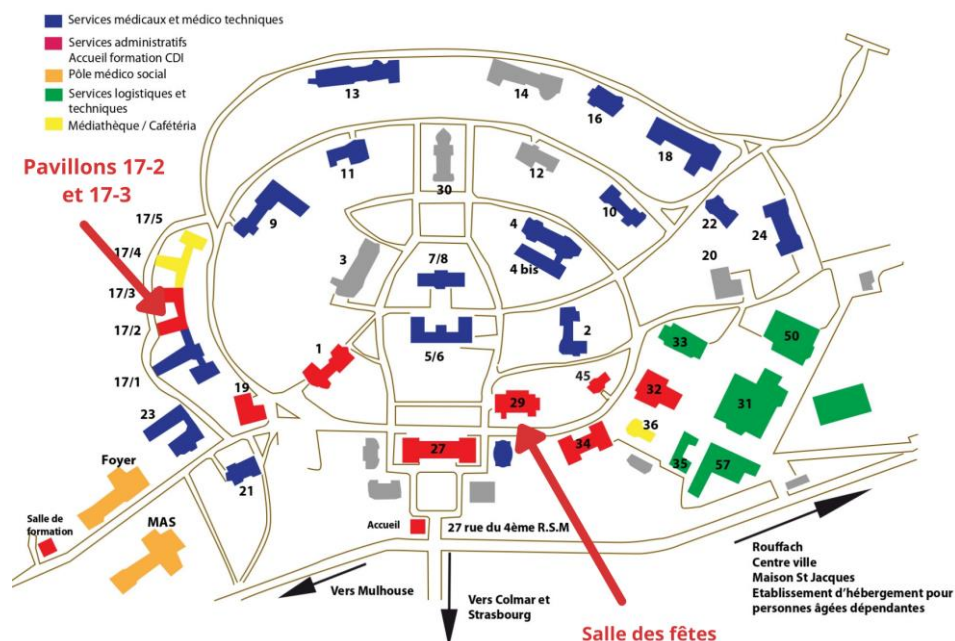 Services médicaux et médico techniques
Services administratifs
Accueil formation CDI
Pôle médico social
Services logistiques et
techniques
Médiathèque / Cafétéria
Pavillons 17-2
et 17-3
13
14
16
18
11
30
12
10
9
4
4 bis
22
24
20
17/5
17/4
17/3
17/2
17/1
3
7/8
5/6
2
1
19
45
33
50
32
31
29
36
27
34
35
57
23
21
Foyer
MAS
Salle de
formation
Accueil
27 rue du 4ème R.S.M
Vers Mulhouse
Vers Colmar et
Strasbourg
Rouffach
Centre ville
Maison St Jacques
Etablissement d'hébergement pour
personnes âgées dépendantes
Salle des fêtes